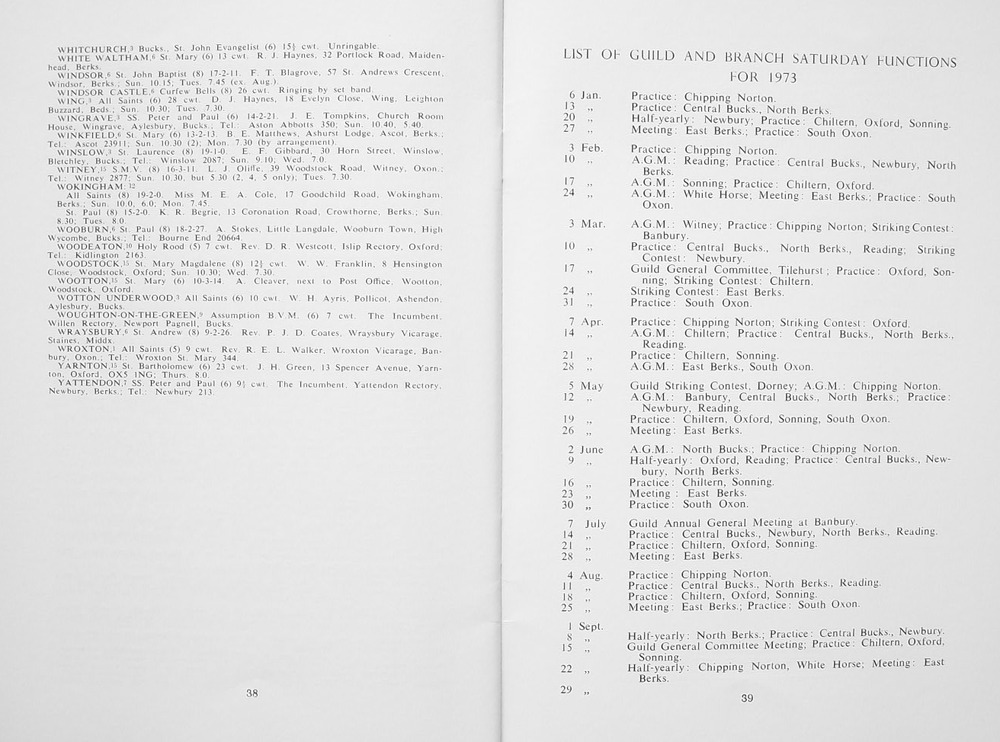 WHITCHURCH,³ Bucks., St. John Evangelist (6) 15½ cwt. Unringable.
WHITE WALTHAM,⁶ St. Mary (6) 13 cwt. R. J. Haynes, 32 Portlock Road, Maiden-
head, Berks.
WINDSOR,⁶ St. John Baptist (8) 17-2-11. F. T. Blagrove, 57 St. Andrews Crescent,
Windsor, Berks.; Sun. 10.15; Tues. 7.45 (ex. Aug.).
WINDSOR CASTLE,⁶ Curfew Bells (8) 26 cwt. Ringing by set band.
WING,³ All Saints (6) 28 cwt. D. J. Haynes, 18 Evelyn Close, Wing, Leighton
Buzzard, Beds.; Sun. 10.30; Tues. 7.30.
WINGRAVE,³ SS. Peter and Paul (6) 14-2-21. J. E. Tompkins, Church Room
House, Wingrave, Aylesbury, Bucks.; Tel.: Aston Abbotts 350; Sun. 10.40, 5.40.
WINKFIELD,⁶ St. Mary (6) 13-2-13. B. E. Matthews, Ashurst Lodge, Ascot, Berks.;
Tel.: Ascot 23911; Sun. 10.30 (2); Mon. 7.30 (by arrangement).
WINSLOW,³ St. Laurence (8) 19-1-0. E. F. Gibbard, 30 Horn Street, Winslow,
Bletchley, Bucks.; Tel.: Winslow 2087; Sun. 9.10; Wed. 7.0.
WITNEY,¹⁵ S.M.V. (8) 16-3-11. L. J. Oliffe, 39 Woodstock Road, Witney, Oxon.;
Tel.: Witney 2877; Sun. 10.30, but 5.30 (2, 4, 5 only); Tues. 7.30.
WOKINGHAM:¹²
All Saints (8) 19-2-0. Miss M. E. A. Cole, 17 Goodchild Road, Wokingham,
Berks.; Sun. 10.0, 6.0; Mon. 7.45.
St. Paul (8) 15-2-0. K. R. Begrie, 13 Coronation Road, Crowthorne, Berks.; Sun.
8.30; Tues. 8.0.
WOOBURN,⁶ St. Paul (8) 18-2-27. A. Stokes, Little Langdale, Wooburn Town, High
Wycombe, Bucks.; Tel.: Bourne End 20664.
WOODEATON,¹⁰ Holy Rood (5) 7 cwt. Rev. D. R. Westcott, Islip Rectory, Oxford;
Tel.: Kidlington 2163.
WOODSTOCK,¹⁵ St. Mary Magdalene (8) 12½ cwt. W. W. Franklin, 8 Hensington
Close, Woodstock, Oxford; Sun. 10.30; Wed. 7.30.
WOOTTON,¹⁵ St. Mary (6) 10-3-14. A. Cleaver, next to Post Office, Wootton,
Woodstock, Oxford.
WOTTON UNDERWOOD,³ All Saints (6) 10 cwt. W. H. Ayris, Pollicot, Ashendon,
Aylesbury, Bucks.
WOUGHTON-ON-THE-GREEN,⁹ Assumption B.V.M. (6) 7 cwt. The Incumbent,
Willen Rectory, Newport Pagnell, Bucks.
WRAYSBURY,⁶ St. Andrew (8) 9-2-26. Rev. P. J. D. Coates, Wraysbury Vicarage,
Staines, Middx.
WROXTON,¹ All Saints (5) 9 cwt. Rev. R. E. L. Walker, Wroxton Vicarage, Ban-
bury, Oxon.; Tel.: Wroxton St. Mary 344.
YARNTON,¹⁵ St. Bartholomew (6) 23 cwt. J. H. Green, 13 Spencer Avenue, Yarn-
ton, Oxford, OX5 1NG; Thurs. 8.0.
YATTENDON,⁷ SS. Peter and Paul (6) 9½ cwt. The Incumbent, Yattendon Rectory,
Newbury, Berks.; Tel.: Newbury 213.
38
LIST OF GUILD AND BRANCH SATURDAY FUNCTIONS
FOR 1973
6 Jan. Practice: Chipping Norton.
13 „ Practice: Central Bucks., North Berks.
20 „ Half-yearly: Newbury; Practice: Chiltern, Oxford, Sonning.
27 „ Meeting: East Berks.; Practice: South Oxon.
3 Feb. Practice: Chipping Norton.
10 „ A.G.M.: Reading; Practice: Central Bucks., Newbury, North
Berks.
17 „ A.G.M.: Sonning; Practice: Chiltern, Oxford.
24 „ A.G.M.: White Horse; Meeting: East Berks.; Practice: South
Oxon.
3 Mar. A.G.M.: Witney; Practice: Chipping Norton; Striking Contest:
Banbury.
10 „ Practice: Central Bucks., North Berks., Reading; Striking
Contest: Newbury.
17 „ Guild General Committee, Tilehurst; Practice: Oxford, Son-
ning; Striking Contest: Chiltern.
24 „ Striking Contest: East Berks.
31 „ Practice: South Oxon.
7 Apr. Practice: Chipping Norton; Striking Contest: Oxford.
14 „ A.G.M.: Chiltern; Practice: Central Bucks., North Berks.,
Reading.
21 „ Practice: Chiltern, Sonning.
28 „ A.G.M.: East Berks., South Oxon.
5 May Guild Striking Contest, Dorney; A.G.M.: Chipping Norton.
12 „ A.G.M.: Banbury, Central Bucks., North Berks.; Practice:
Newbury, Reading.
19 „ Practice: Chiltern, Oxford, Sonning, South Oxon.
26 „ Meeting: East Berks.
2 June A.G.M.: North Bucks.; Practice: Chipping Norton.
9 „ Half-yearly: Oxford, Reading; Practice: Central Bucks., New-
bury, North Berks.
16 „ Practice: Chiltern, Sonning.
23 „ Meeting : East Berks.
30 „ Practice: South Oxon.
7 July Guild Annual General Meeting at Banbury.
14 „ Practice: Central Bucks., Newbury, North Berks., Reading.
21 „ Practice: Chiltern, Oxford, Sonning.
28 „ Meeting: East Berks.
4 Aug. Practice: Chipping Norton.
11 „ Practice: Central Bucks., North Berks., Reading.
18 „ Practice: Chiltern, Oxford, Sonning.
25 „ Meeting: East Berks.; Practice: South Oxon.
1 Sept.
8 „ Half-yearly: North Berks.; Practice: Central Bucks., Newbury.
15 „ Guild General Committee Meeting; Practice: Chiltern, Oxford,
Sonning.
22 „ Half-yearly: Chipping Norton, White Horse; Meeting: East
Berks.
29 „
39